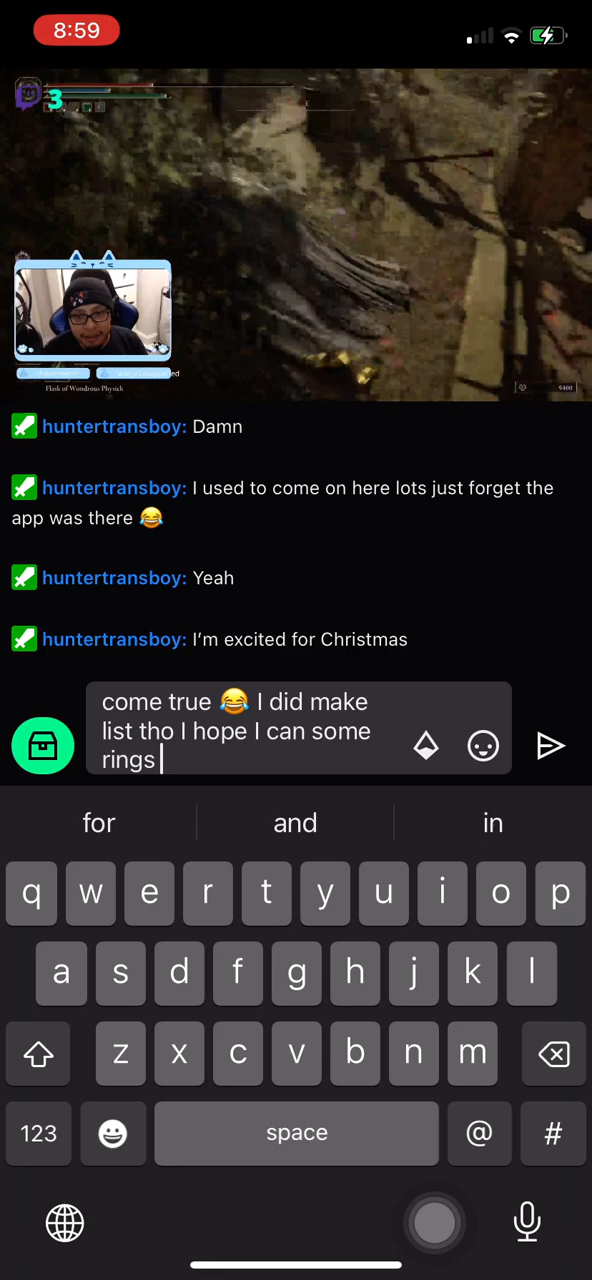 8:59
3
Flask of Wondrous Physick
9400
huntertransboy: Damn
huntertransboy: I used to come on here lots just forget the
app was there 😂
huntertransboy: Yeah
huntertransboy: I'm excited for Christmas
come true 😂 I did make
list tho I hope I can some
rings
for and in
q w e r t y u i o p
a s d f g h j k l
z x c v b n m
123 space @ #